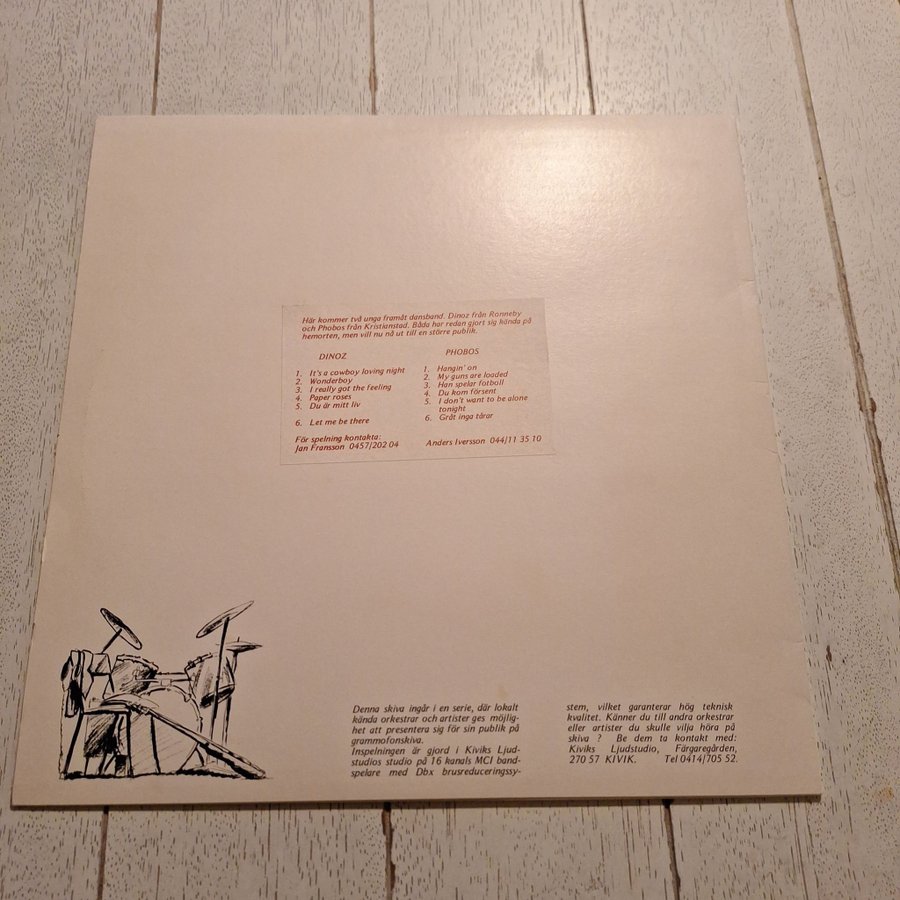 Här kommer två unga framåt dansband. Dinoz från Ronneby
och Phobos från Kristianstad. Båda har redan gjort sig kända på
hemorten, men vill nu nå ut till en större publik.
DINOZ
1. It's a cowboy loving night
2. Wonderboy
3. I really got the feeling
4. Paper roses
5. Du är mitt liv
6. Let me be there
För spelning kontakta:
Jan Fransson 0457/202 04
PHOBOS
1. Hangin' on
2. My guns are loaded
3. Han spelar fotboll
4. Du kom försent
5. I don't want to be alone
tonight
6. Gråt inga tårar
Anders Iversson 044/11 35 10
Denna skiva ingår i en serie, där lokalt
kända orkestrar och artister ges möjlig-
het att presentera sig för sin publik på
grammofonskiva.
Inspelningen är gjord i Kiviks Ljud-
studios studio på 16 kanals MCI band-
spelare med Dbx brusreduceringssy-
stem, vilket garanterar hög teknisk
kvalitet. Känner du till andra orkestrar
eller artister du skulle vilja höra på
skiva ? Be dem ta kontakt med:
Kiviks Ljudstudio, Färgaregården,
270 57 KIVIK. Tel 0414/705 52.